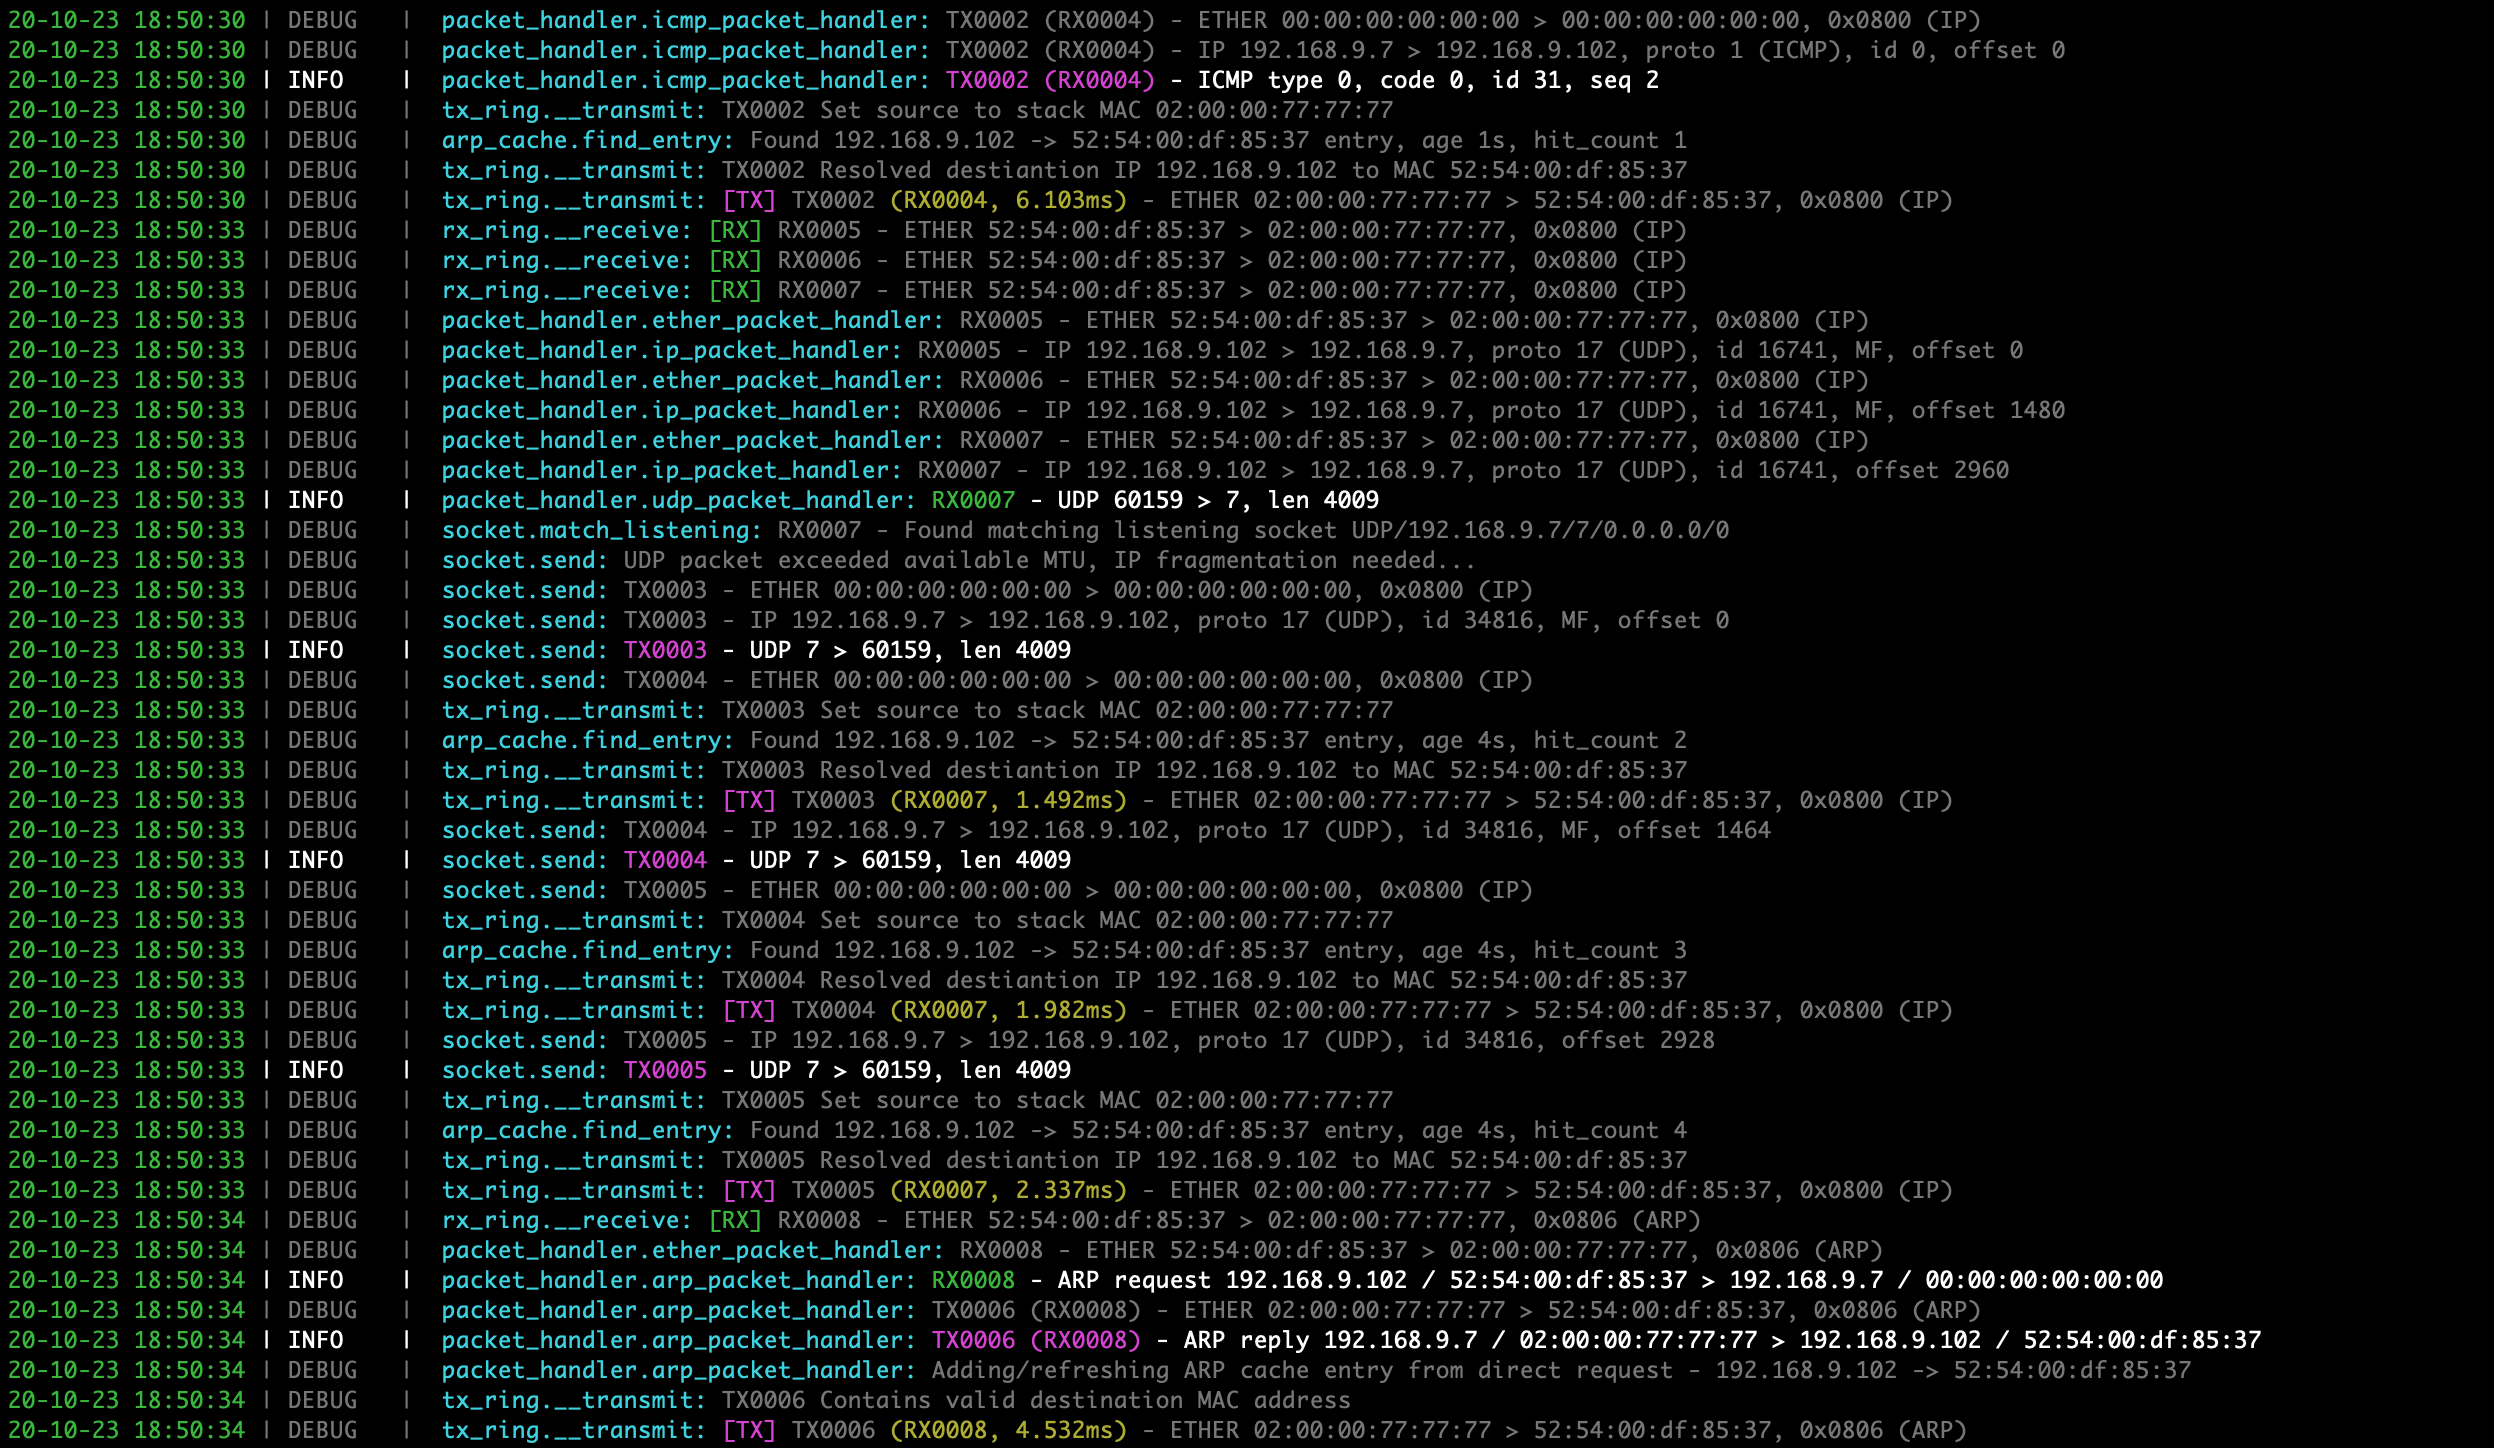 20-10-23 18:50:30 | DEBUG   |  packet_handler.icmp_packet_handler: TX0002 (RX0004) - ETHER 00:00:00:00:00:00 > 00:00:00:00:00:00, 0x0800 (IP)
20-10-23 18:50:30 | DEBUG   |  packet_handler.icmp_packet_handler: TX0002 (RX0004) - IP 192.168.9.7 > 192.168.9.102, proto 1 (ICMP), id 0, offset 0
20-10-23 18:50:30 | INFO    |  packet_handler.icmp_packet_handler: TX0002 (RX0004) - ICMP type 0, code 0, id 31, seq 2
20-10-23 18:50:30 | DEBUG   |  tx_ring.__transmit: TX0002 Set source to stack MAC 02:00:00:77:77:77
20-10-23 18:50:30 | DEBUG   |  arp_cache.find_entry: Found 192.168.9.102 -> 52:54:00:df:85:37 entry, age 1s, hit_count 1
20-10-23 18:50:30 | DEBUG   |  tx_ring.__transmit: TX0002 Resolved destiantion IP 192.168.9.102 to MAC 52:54:00:df:85:37
20-10-23 18:50:30 | DEBUG   |  tx_ring.__transmit: [TX] TX0002 (RX0004, 6.103ms) - ETHER 02:00:00:77:77:77 > 52:54:00:df:85:37, 0x0800 (IP)
20-10-23 18:50:33 | DEBUG   |  rx_ring.__receive: [RX] RX0005 - ETHER 52:54:00:df:85:37 > 02:00:00:77:77:77, 0x0800 (IP)
20-10-23 18:50:33 | DEBUG   |  rx_ring.__receive: [RX] RX0006 - ETHER 52:54:00:df:85:37 > 02:00:00:77:77:77, 0x0800 (IP)
20-10-23 18:50:33 | DEBUG   |  rx_ring.__receive: [RX] RX0007 - ETHER 52:54:00:df:85:37 > 02:00:00:77:77:77, 0x0800 (IP)
20-10-23 18:50:33 | DEBUG   |  packet_handler.ether_packet_handler: RX0005 - ETHER 52:54:00:df:85:37 > 02:00:00:77:77:77, 0x0800 (IP)
20-10-23 18:50:33 | DEBUG   |  packet_handler.ip_packet_handler: RX0005 - IP 192.168.9.102 > 192.168.9.7, proto 17 (UDP), id 16741, MF, offset 0
20-10-23 18:50:33 | DEBUG   |  packet_handler.ether_packet_handler: RX0006 - ETHER 52:54:00:df:85:37 > 02:00:00:77:77:77, 0x0800 (IP)
20-10-23 18:50:33 | DEBUG   |  packet_handler.ip_packet_handler: RX0006 - IP 192.168.9.102 > 192.168.9.7, proto 17 (UDP), id 16741, MF, offset 1480
20-10-23 18:50:33 | DEBUG   |  packet_handler.ether_packet_handler: RX0007 - ETHER 52:54:00:df:85:37 > 02:00:00:77:77:77, 0x0800 (IP)
20-10-23 18:50:33 | DEBUG   |  packet_handler.ip_packet_handler: RX0007 - IP 192.168.9.102 > 192.168.9.7, proto 17 (UDP), id 16741, offset 2960
20-10-23 18:50:33 | INFO    |  packet_handler.udp_packet_handler: RX0007 - UDP 60159 > 7, len 4009
20-10-23 18:50:33 | DEBUG   |  socket.match_listening: RX0007 - Found matching listening socket UDP/192.168.9.7/7/0.0.0.0/0
20-10-23 18:50:33 | DEBUG   |  socket.send: UDP packet exceeded available MTU, IP fragmentation needed...
20-10-23 18:50:33 | DEBUG   |  socket.send: TX0003 - ETHER 00:00:00:00:00:00 > 00:00:00:00:00:00, 0x0800 (IP)
20-10-23 18:50:33 | DEBUG   |  socket.send: TX0003 - IP 192.168.9.7 > 192.168.9.102, proto 17 (UDP), id 34816, MF, offset 0
20-10-23 18:50:33 | INFO    |  socket.send: TX0003 - UDP 7 > 60159, len 4009
20-10-23 18:50:33 | DEBUG   |  socket.send: TX0004 - ETHER 00:00:00:00:00:00 > 00:00:00:00:00:00, 0x0800 (IP)
20-10-23 18:50:33 | DEBUG   |  tx_ring.__transmit: TX0003 Set source to stack MAC 02:00:00:77:77:77
20-10-23 18:50:33 | DEBUG   |  arp_cache.find_entry: Found 192.168.9.102 -> 52:54:00:df:85:37 entry, age 4s, hit_count 2
20-10-23 18:50:33 | DEBUG   |  tx_ring.__transmit: TX0003 Resolved destiantion IP 192.168.9.102 to MAC 52:54:00:df:85:37
20-10-23 18:50:33 | DEBUG   |  tx_ring.__transmit: [TX] TX0003 (RX0007, 1.492ms) - ETHER 02:00:00:77:77:77 > 52:54:00:df:85:37, 0x0800 (IP)
20-10-23 18:50:33 | DEBUG   |  socket.send: TX0004 - IP 192.168.9.7 > 192.168.9.102, proto 17 (UDP), id 34816, MF, offset 1464
20-10-23 18:50:33 | INFO    |  socket.send: TX0004 - UDP 7 > 60159, len 4009
20-10-23 18:50:33 | DEBUG   |  socket.send: TX0005 - ETHER 00:00:00:00:00:00 > 00:00:00:00:00:00, 0x0800 (IP)
20-10-23 18:50:33 | DEBUG   |  tx_ring.__transmit: TX0004 Set source to stack MAC 02:00:00:77:77:77
20-10-23 18:50:33 | DEBUG   |  arp_cache.find_entry: Found 192.168.9.102 -> 52:54:00:df:85:37 entry, age 4s, hit_count 3
20-10-23 18:50:33 | DEBUG   |  tx_ring.__transmit: TX0004 Resolved destiantion IP 192.168.9.102 to MAC 52:54:00:df:85:37
20-10-23 18:50:33 | DEBUG   |  tx_ring.__transmit: [TX] TX0004 (RX0007, 1.982ms) - ETHER 02:00:00:77:77:77 > 52:54:00:df:85:37, 0x0800 (IP)
20-10-23 18:50:33 | DEBUG   |  socket.send: TX0005 - IP 192.168.9.7 > 192.168.9.102, proto 17 (UDP), id 34816, offset 2928
20-10-23 18:50:33 | INFO    |  socket.send: TX0005 - UDP 7 > 60159, len 4009
20-10-23 18:50:33 | DEBUG   |  tx_ring.__transmit: TX0005 Set source to stack MAC 02:00:00:77:77:77
20-10-23 18:50:33 | DEBUG   |  arp_cache.find_entry: Found 192.168.9.102 -> 52:54:00:df:85:37 entry, age 4s, hit_count 4
20-10-23 18:50:33 | DEBUG   |  tx_ring.__transmit: TX0005 Resolved destiantion IP 192.168.9.102 to MAC 52:54:00:df:85:37
20-10-23 18:50:33 | DEBUG   |  tx_ring.__transmit: [TX] TX0005 (RX0007, 2.337ms) - ETHER 02:00:00:77:77:77 > 52:54:00:df:85:37, 0x0800 (IP)
20-10-23 18:50:34 | DEBUG   |  rx_ring.__receive: [RX] RX0008 - ETHER 52:54:00:df:85:37 > 02:00:00:77:77:77, 0x0806 (ARP)
20-10-23 18:50:34 | DEBUG   |  packet_handler.ether_packet_handler: RX0008 - ETHER 52:54:00:df:85:37 > 02:00:00:77:77:77, 0x0806 (ARP)
20-10-23 18:50:34 | INFO    |  packet_handler.arp_packet_handler: RX0008 - ARP request 192.168.9.102 / 52:54:00:df:85:37 > 192.168.9.7 / 00:00:00:00:00:00
20-10-23 18:50:34 | DEBUG   |  packet_handler.arp_packet_handler: TX0006 (RX0008) - ETHER 02:00:00:77:77:77 > 52:54:00:df:85:37, 0x0806 (ARP)
20-10-23 18:50:34 | INFO    |  packet_handler.arp_packet_handler: TX0006 (RX0008) - ARP reply 192.168.9.7 / 02:00:00:77:77:77 > 192.168.9.102 / 52:54:00:df:85:37
20-10-23 18:50:34 | DEBUG   |  packet_handler.arp_packet_handler: Adding/refreshing ARP cache entry from direct request - 192.168.9.102 -> 52:54:00:df:85:37
20-10-23 18:50:34 | DEBUG   |  tx_ring.__transmit: TX0006 Contains valid destination MAC address
20-10-23 18:50:34 | DEBUG   |  tx_ring.__transmit: [TX] TX0006 (RX0008, 4.532ms) - ETHER 02:00:00:77:77:77 > 52:54:00:df:85:37, 0x0806 (ARP)